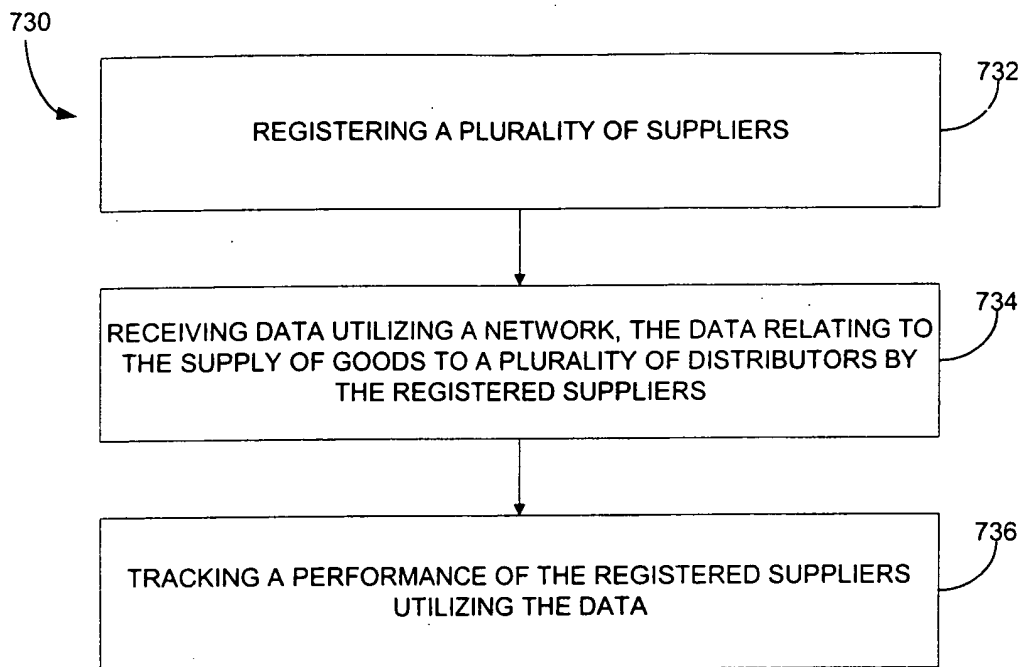 730
732
REGISTERING A PLURALITY OF SUPPLIERS
734
RECEIVING DATA UTILIZING A NETWORK, THE DATA RELATING TO
THE SUPPLY OF GOODS TO A PLURALITY OF DISTRIBUTORS BY
THE REGISTERED SUPPLIERS
736
TRACKING A PERFORMANCE OF THE REGISTERED SUPPLIERS
UTILIZING THE DATA